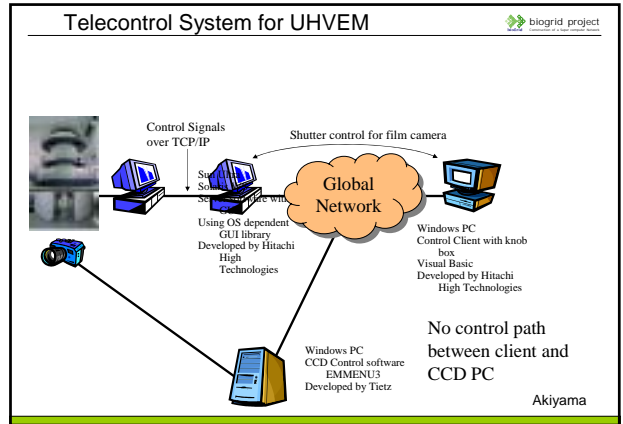 Telecontrol System for UHVEM
biogrid project
Control Signals
over TCP/IP
Shutter control for film camera
Sun
Server
with
Using OS dependent
GUI library
Developed by Hitachi
High
Technologies
Global
Network
Windows PC
Control Client with knob
box
Visual Basic
Developed by Hitachi
High Technologies
Windows PC
CCD Control software
EMMENU3
Developed by Tietz
No control path
between client and
CCD PC
Akiyama